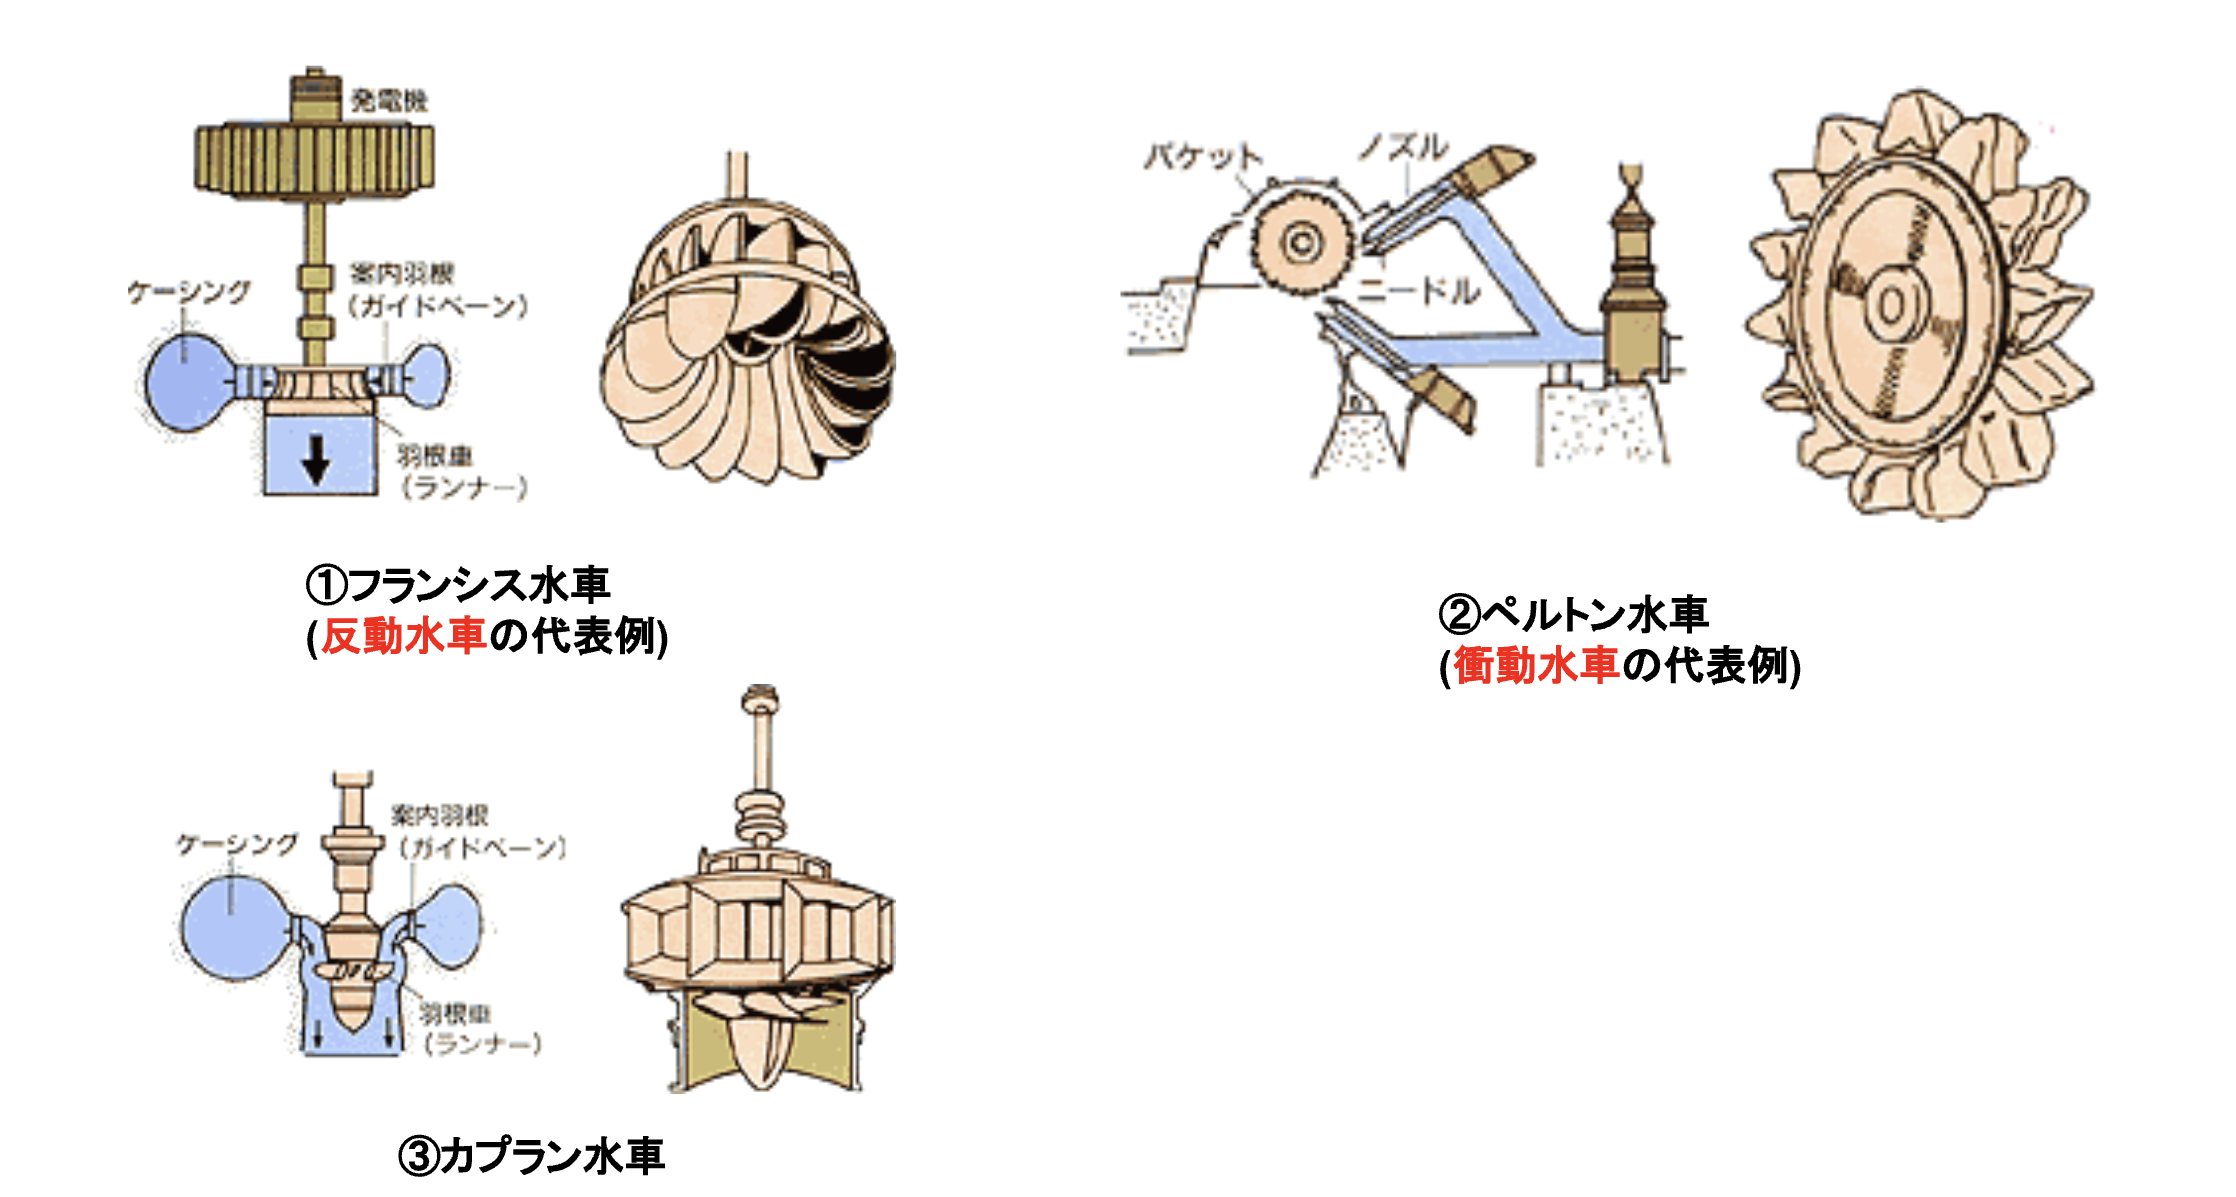 発電機
ケーシング
案内羽根
(ガイドベーン)
羽根車
(ランナー)
①フランシス水車
(反動水車の代表例)
バケット
ノズル
ニードル
②ペルトン水車
(衝動水車の代表例)
ケーシング
案内羽根
(ガイドベーン)
羽根車
(ランナー)
③カプラン水車